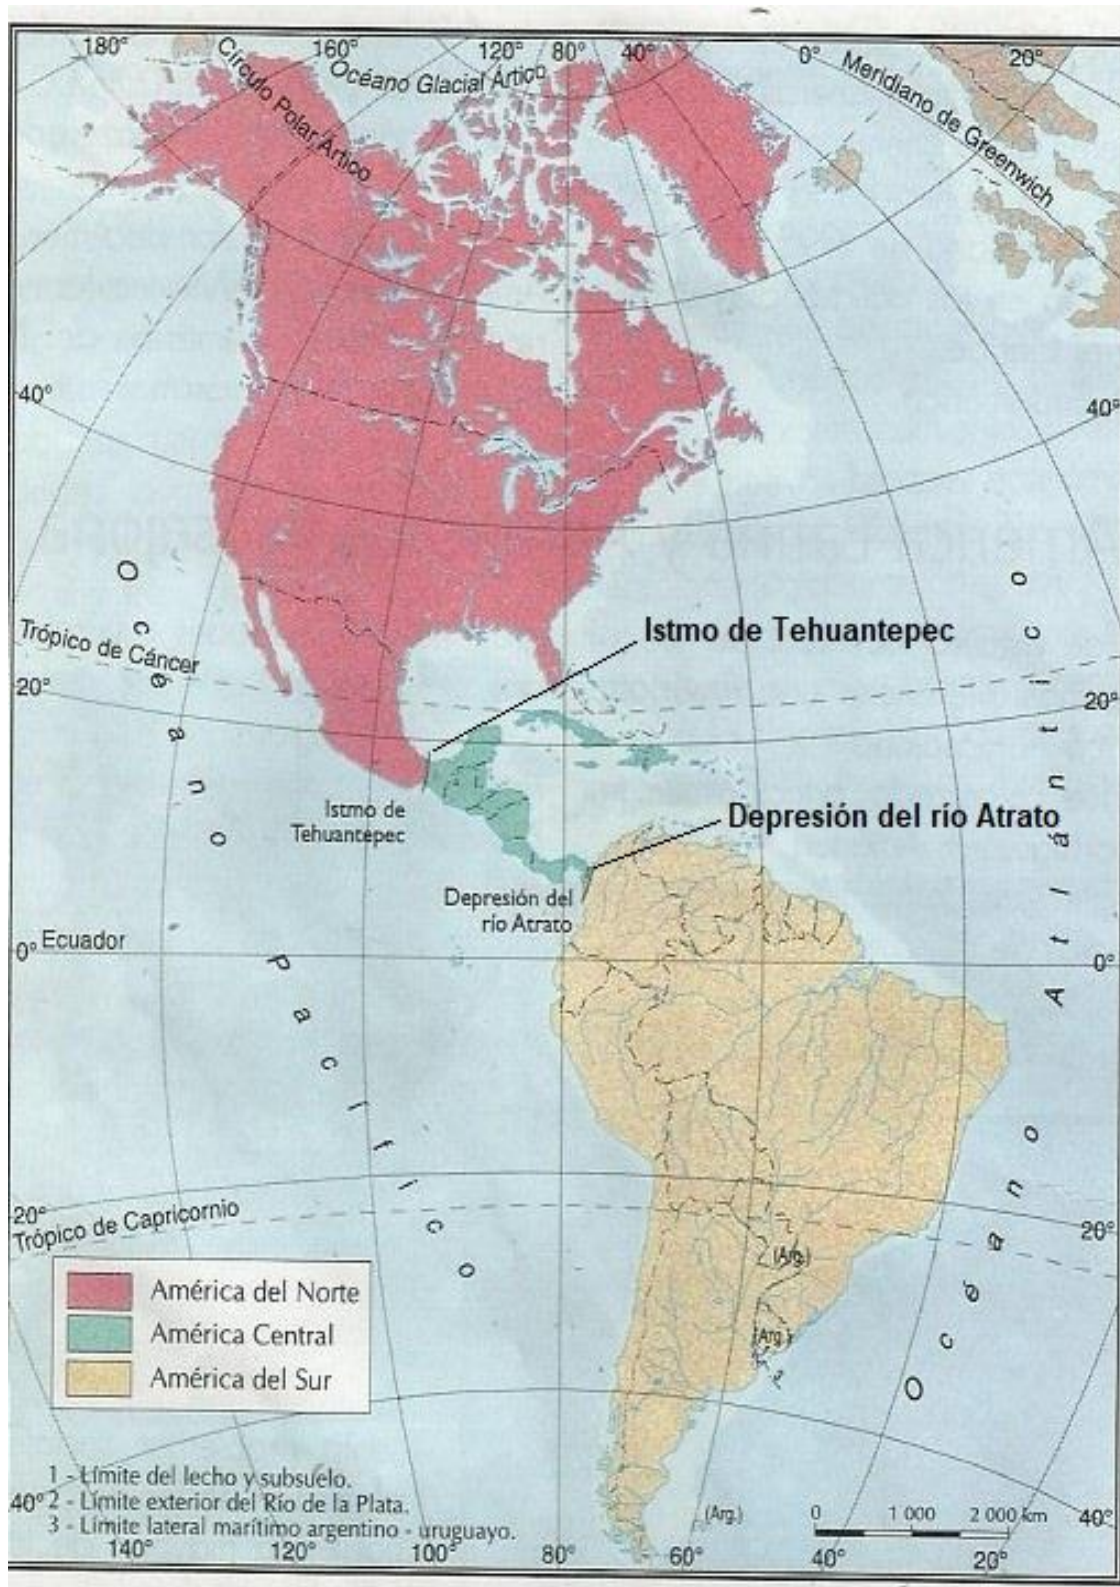 180°
160°
120°
80°
40°
0°
20°
Círculo Polar Ártico
Océano Glacial Ártico
Meridiano de Greenwich
40°
40°
Océano Pacífico
Océano Atlántico
Istmo de Tehuantepec
Trópico de Cáncer
20°
20°
Istmo de
Tehuantepec
Depresión del río Atrato
Depresión del
río Atrato
0° Ecuador
0°
20°
Trópico de Capricornio
20°
(Arg.)
(Arg.)
3
América del Norte
América Central
América del Sur
1 - Límite del lecho y subsuelo.
2 - Límite exterior del Río de la Plata.
3 - Límite lateral marítimo argentino - uruguayo.
40°
(Arg.)
0 1 000 2 000 km
40°
140°
120°
100°
80°
60°
40°
20°